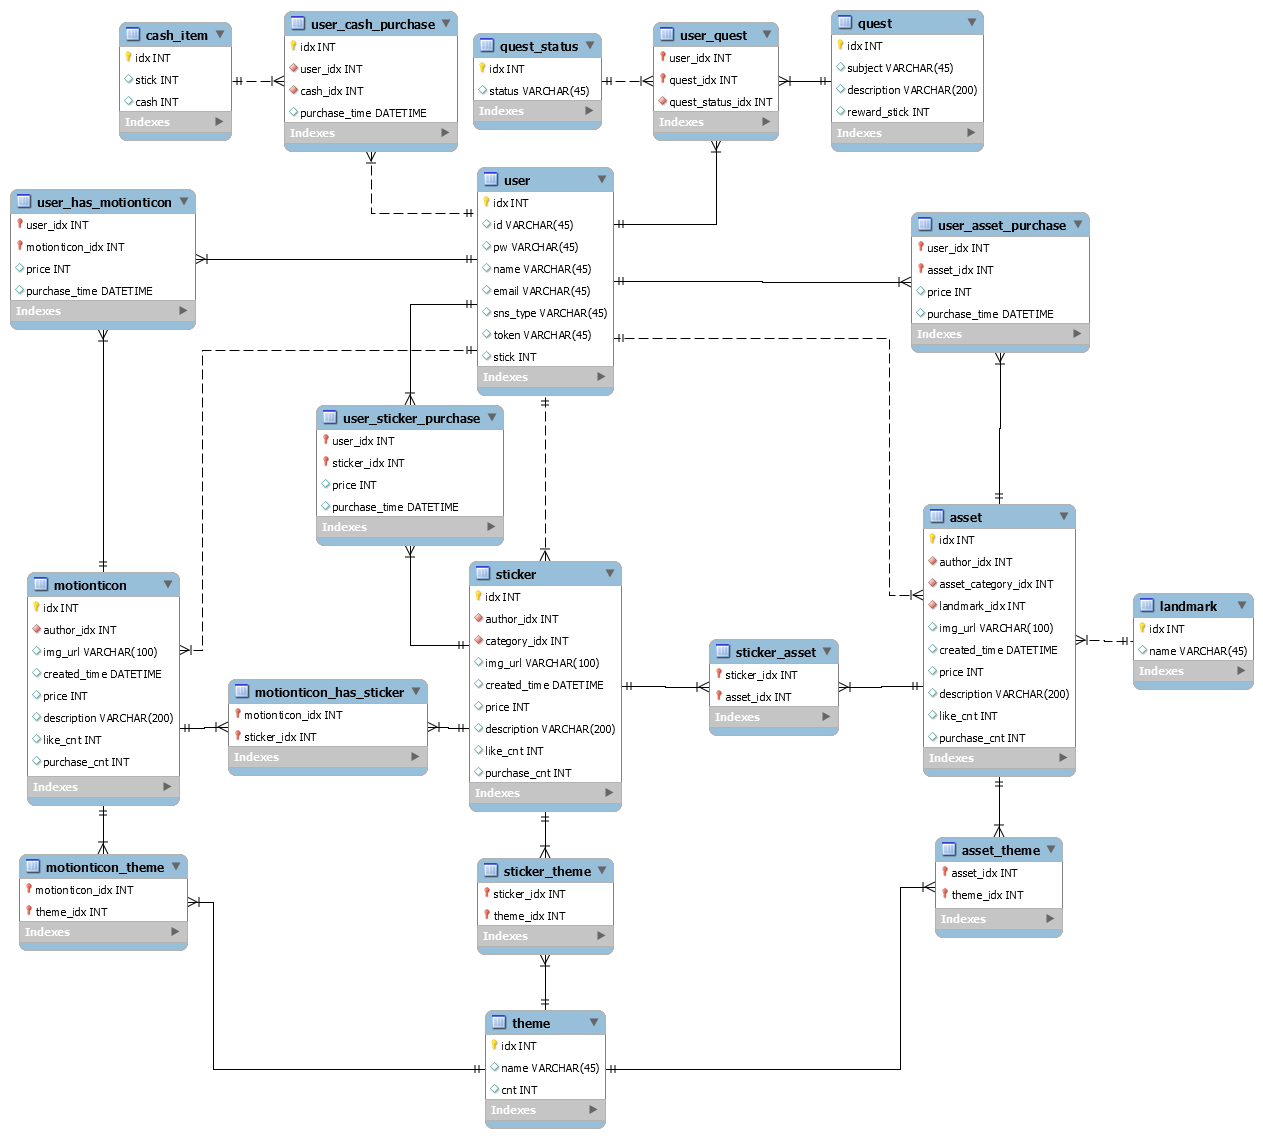 cash_item
idx INT
stick INT
cash INT
Indexes
user_cash_purchase
idx INT
user_idx INT
cash_idx INT
purchase_time DATETIME
Indexes
quest_status
idx INT
status VARCHAR(45)
Indexes
user_quest
user_idx INT
quest_idx INT
quest_status_idx INT
Indexes
quest
idx INT
subject VARCHAR(45)
description VARCHAR(200)
reward_stick INT
Indexes
user_has_motionticon
user_idx INT
motionticon_idx INT
price INT
purchase_time DATETIME
Indexes
user
idx INT
id VARCHAR(45)
pw VARCHAR(45)
name VARCHAR(45)
email VARCHAR(45)
sns_type VARCHAR(45)
token VARCHAR(45)
stick INT
Indexes
user_asset_purchase
user_idx INT
asset_idx INT
price INT
purchase_time DATETIME
Indexes
user_sticker_purchase
user_idx INT
sticker_idx INT
price INT
purchase_time DATETIME
Indexes
motionticon
idx INT
author_idx INT
img_url VARCHAR(100)
created_time DATETIME
price INT
description VARCHAR(200)
like_cnt INT
purchase_cnt INT
Indexes
motionticon_has_sticker
motionticon_idx INT
sticker_idx INT
Indexes
sticker
idx INT
author_idx INT
category_idx INT
img_url VARCHAR(100)
created_time DATETIME
price INT
description VARCHAR(200)
like_cnt INT
purchase_cnt INT
Indexes
sticker_asset
sticker_idx INT
asset_idx INT
Indexes
asset
idx INT
author_idx INT
asset_category_idx INT
landmark_idx INT
img_url VARCHAR(100)
created_time DATETIME
price INT
description VARCHAR(200)
like_cnt INT
purchase_cnt INT
Indexes
landmark
idx INT
name VARCHAR(45)
Indexes
motionticon_theme
motionticon_idx INT
theme_idx INT
Indexes
sticker_theme
sticker_idx INT
theme_idx INT
Indexes
asset_theme
asset_idx INT
theme_idx INT
Indexes
theme
idx INT
name VARCHAR(45)
cnt INT
Indexes